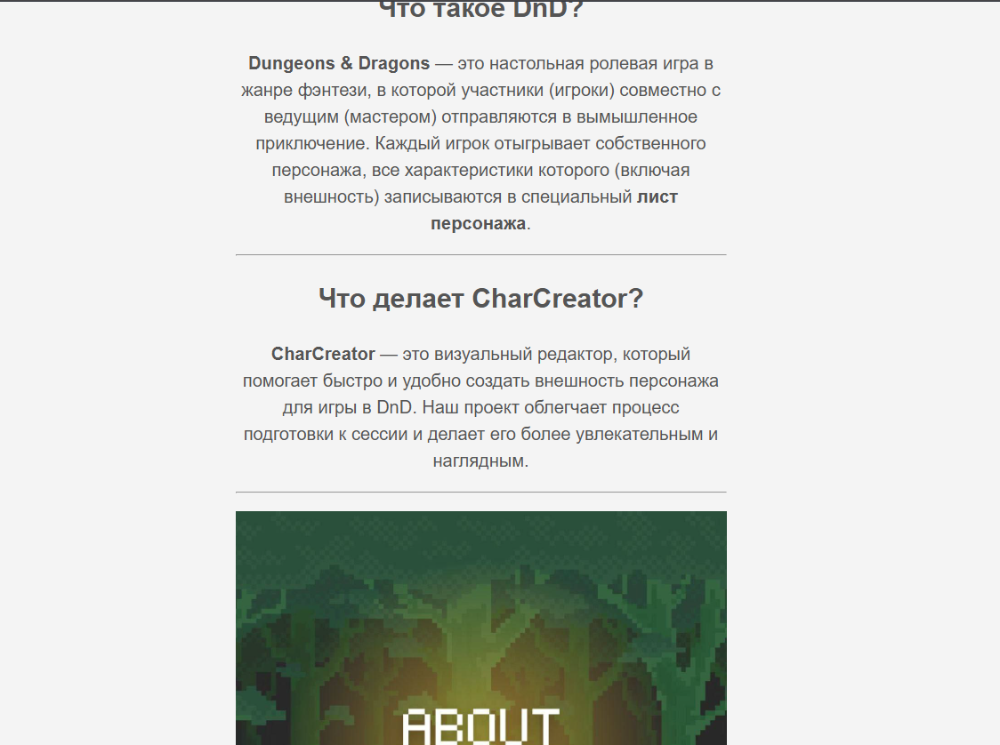 Что такое DnD?
Dungeons & Dragons — это настольная ролевая игра в
жанре фэнтези, в которой участники (игроки) совместно с
ведущим (мастером) отправляются в вымышленное
приключение. Каждый игрок отыгрывает собственного
персонажа, все характеристики которого (включая
внешность) записываются в специальный лист
персонажа.
Что делает CharCreator?
CharCreator — это визуальный редактор, который
помогает быстро и удобно создать внешность персонажа
для игры в DnD. Наш проект облегчает процесс
подготовки к сессии и делает его более увлекательным и
наглядным.
ABOUT